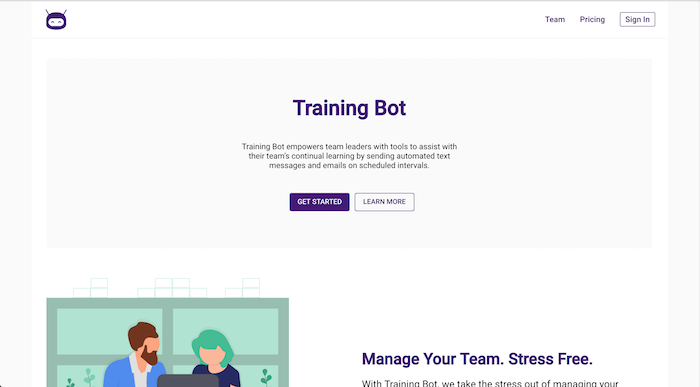 Team Pricing Sign In
Training Bot
Training Bot empowers team leaders with tools to assist with
their team's continual learning by sending automated text
messages and emails on scheduled intervals.
GET STARTED LEARN MORE
Manage Your Team. Stress Free.
With Training Bot, we take the stress out of managing your